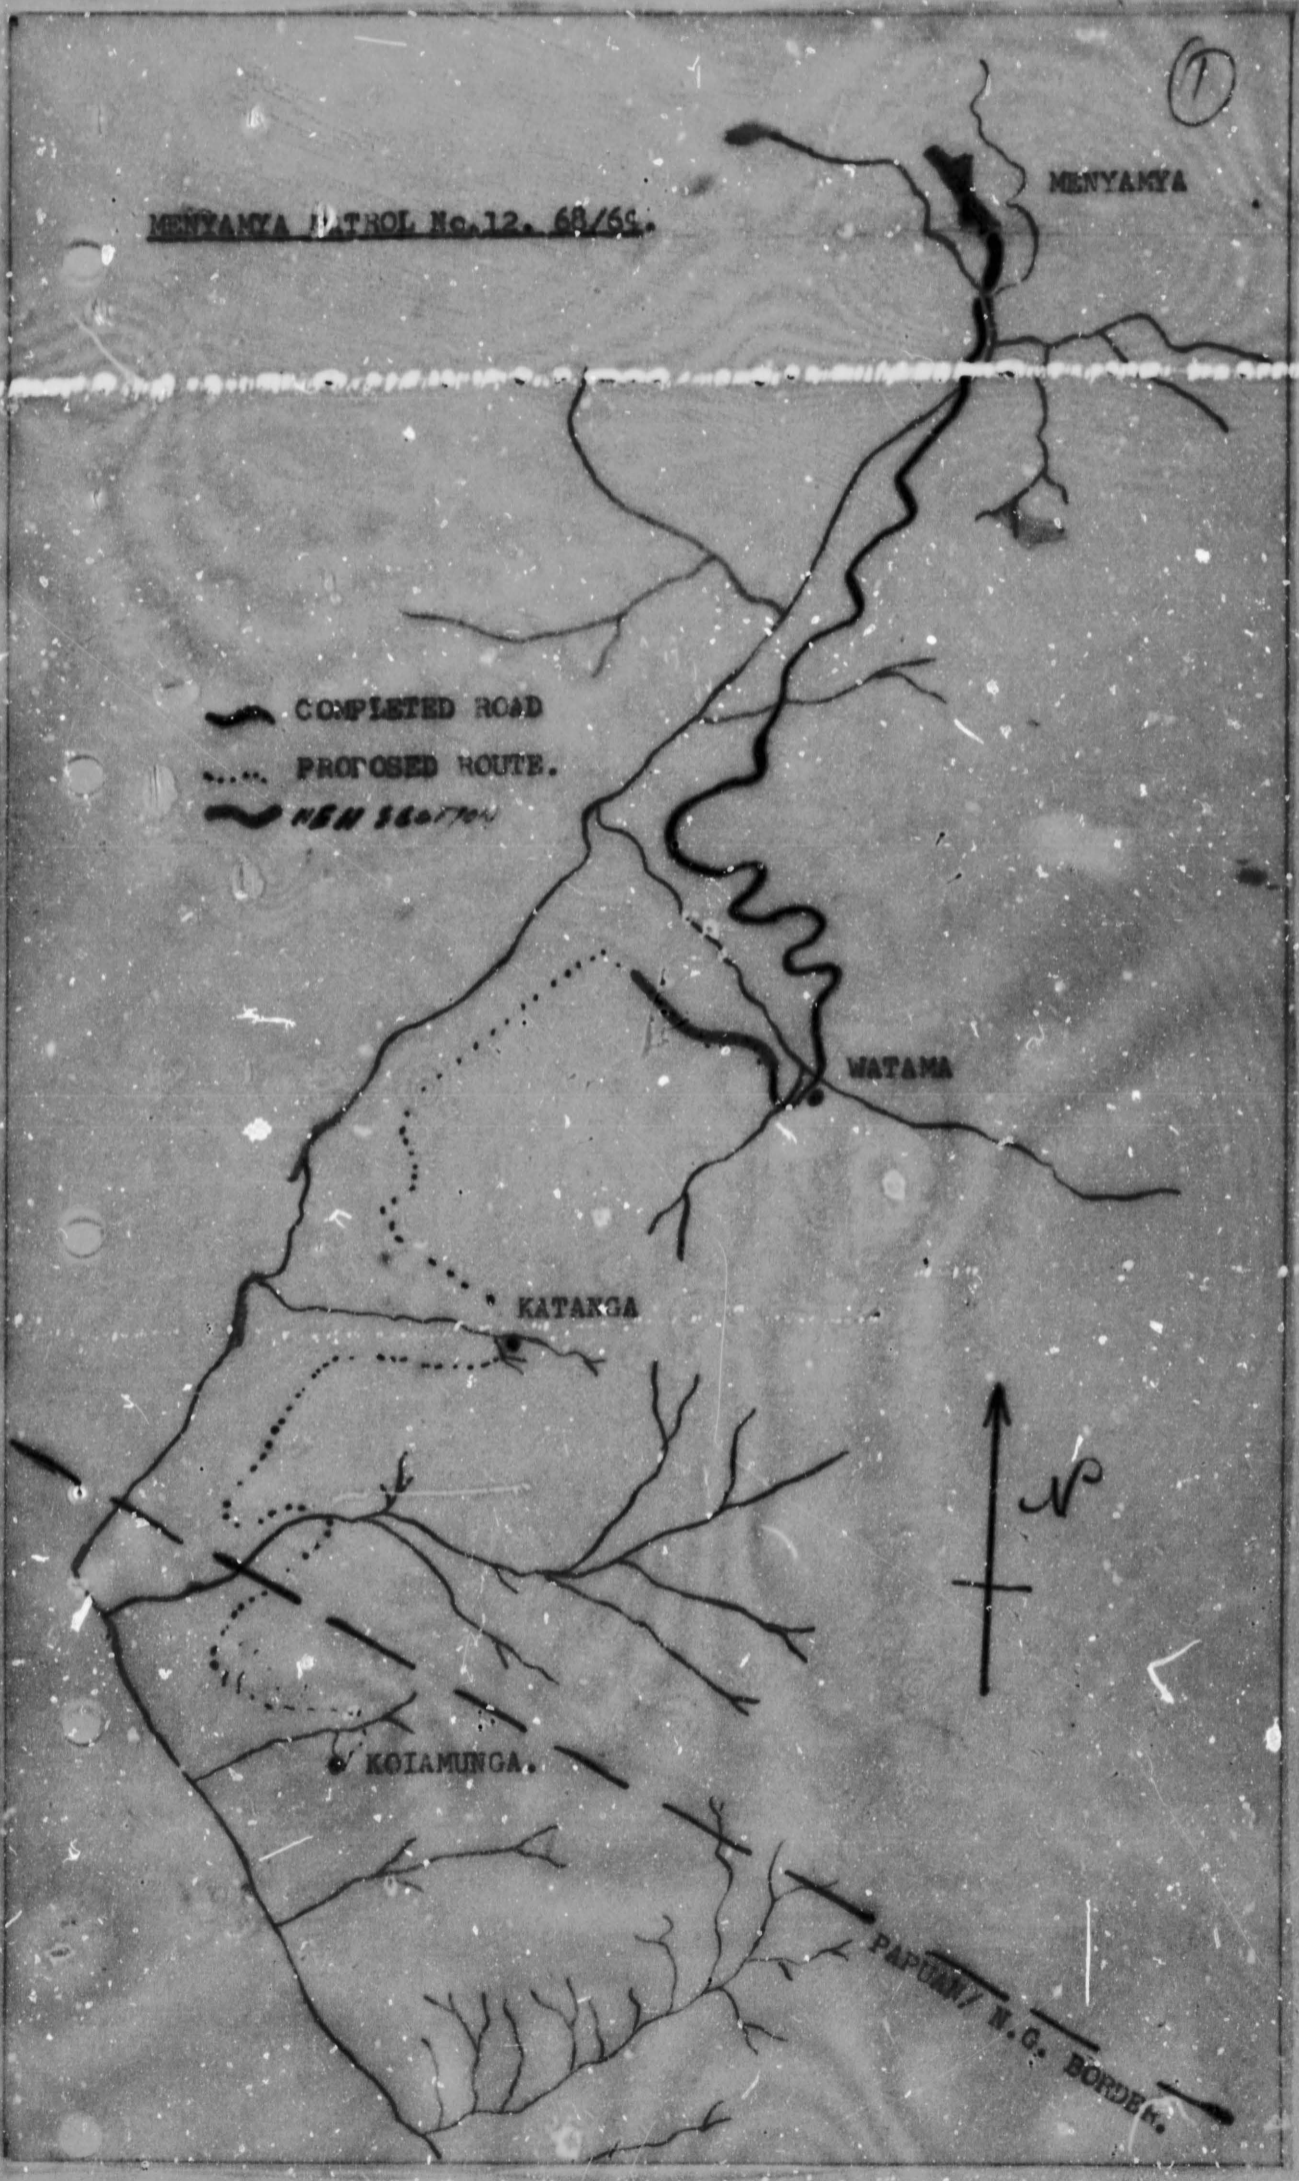 1
MENYAMYA
MENYAMYA PATROL No.12. 68/69.
COMPLETED ROAD
PROPOSED ROUTE.
NEW SECTION
WATAMA
KATANGA
N
KOIAMUNGA.
PAPUAN/ N.G. BORDER.